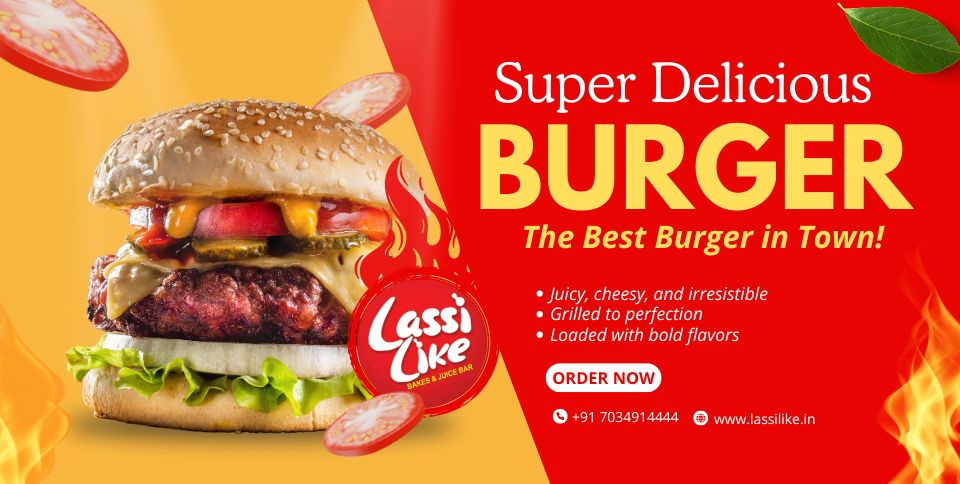 Super Delicious
BURGER
The Best Burger in Town!
Juicy, cheesy, and irresistible
Grilled to perfection
Loaded with bold flavors
ORDER NOW
+91 7034914444 www.lassilike.in
Lassi
Like
BAKES & JUICE BAR